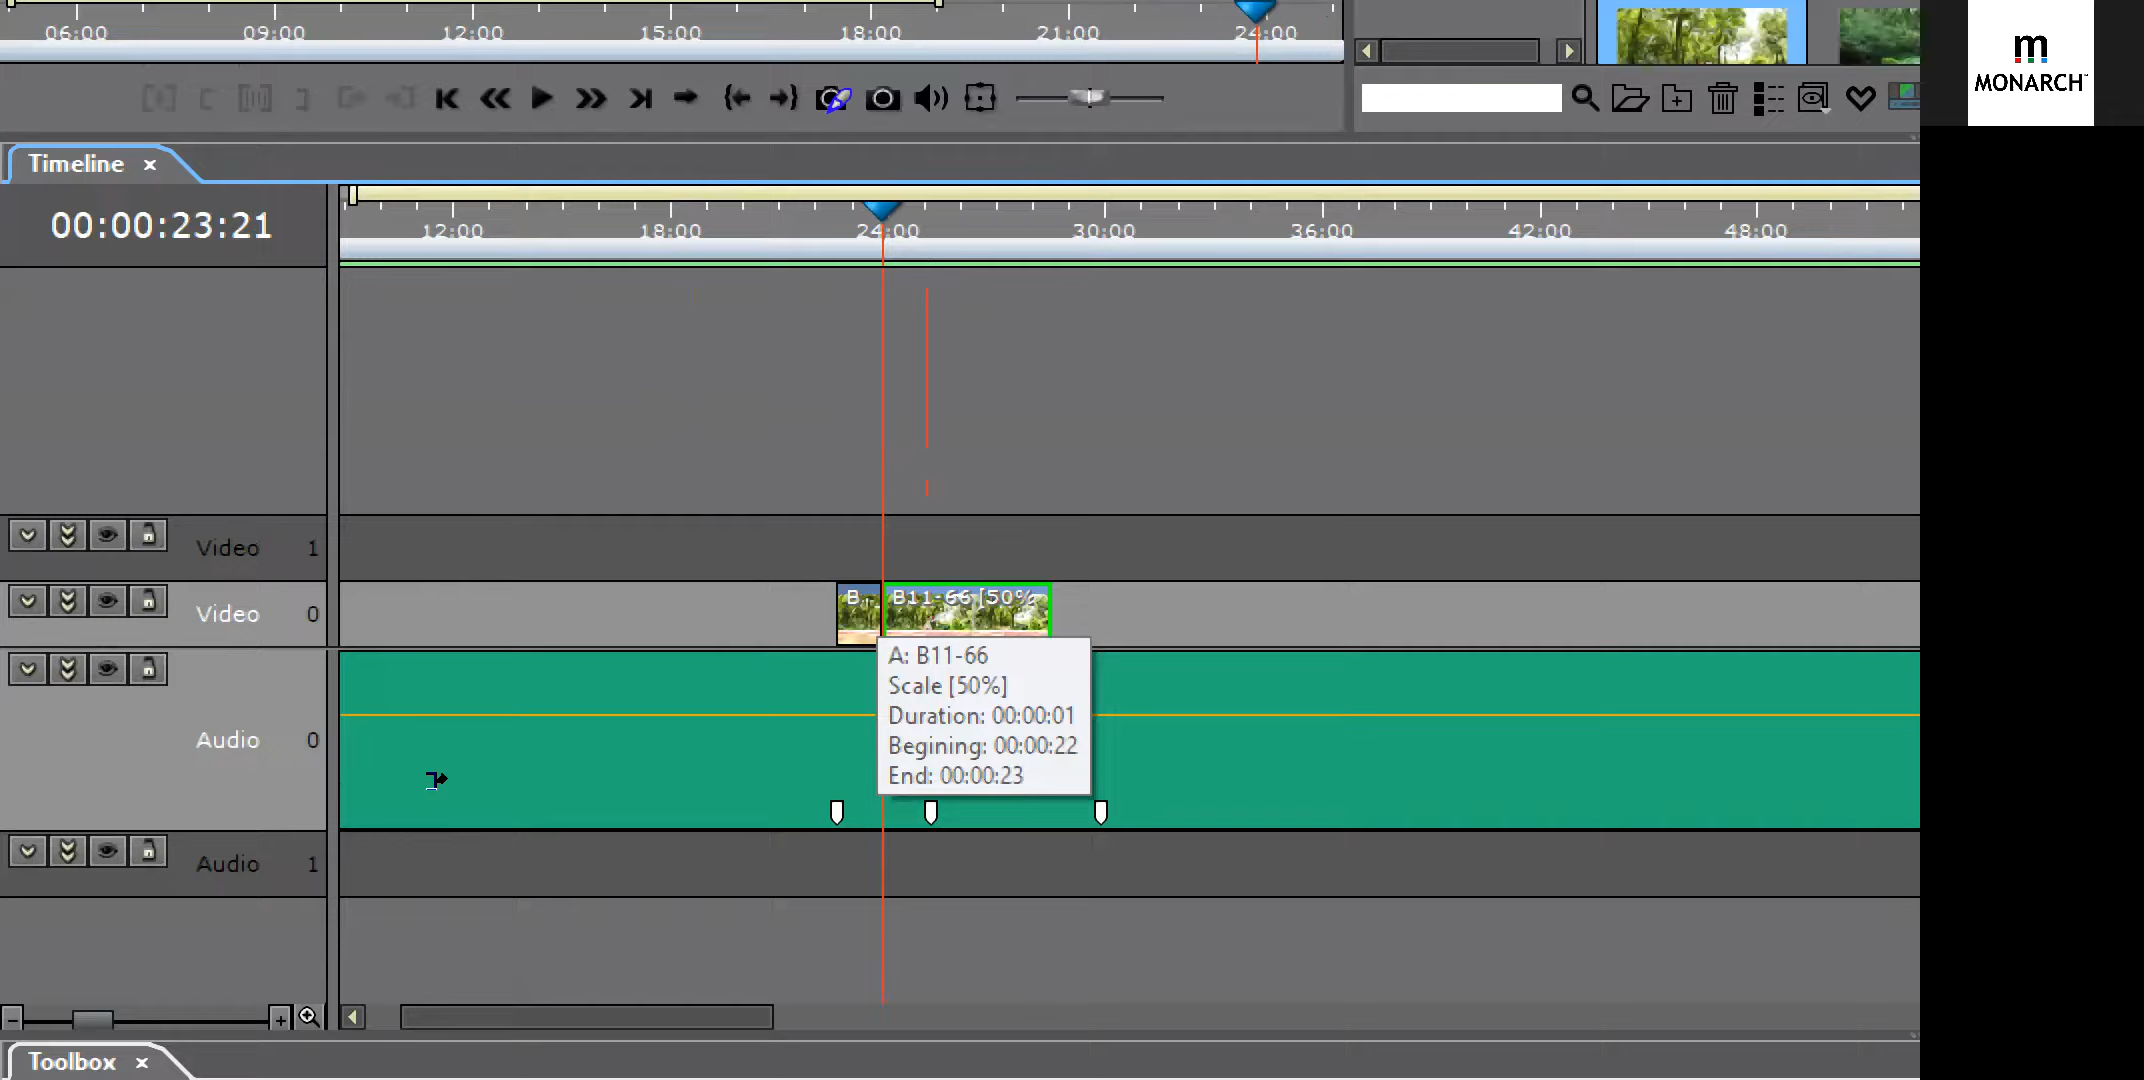 06:00 09:00 12:00 15:00 18:00 21:00 24:00
m
MONARCH
Timeline x
00:00:23:21
12:00 18:00 24:00 30:00 36:00 42:00 48:00
Video 1
Video 0
B.. B11-66 [50%
A: B11-66
Scale [50%]
Duration: 00:00:01
Begining: 00:00:22
End: 00:00:23
Audio 0
Audio 1
Toolbox x